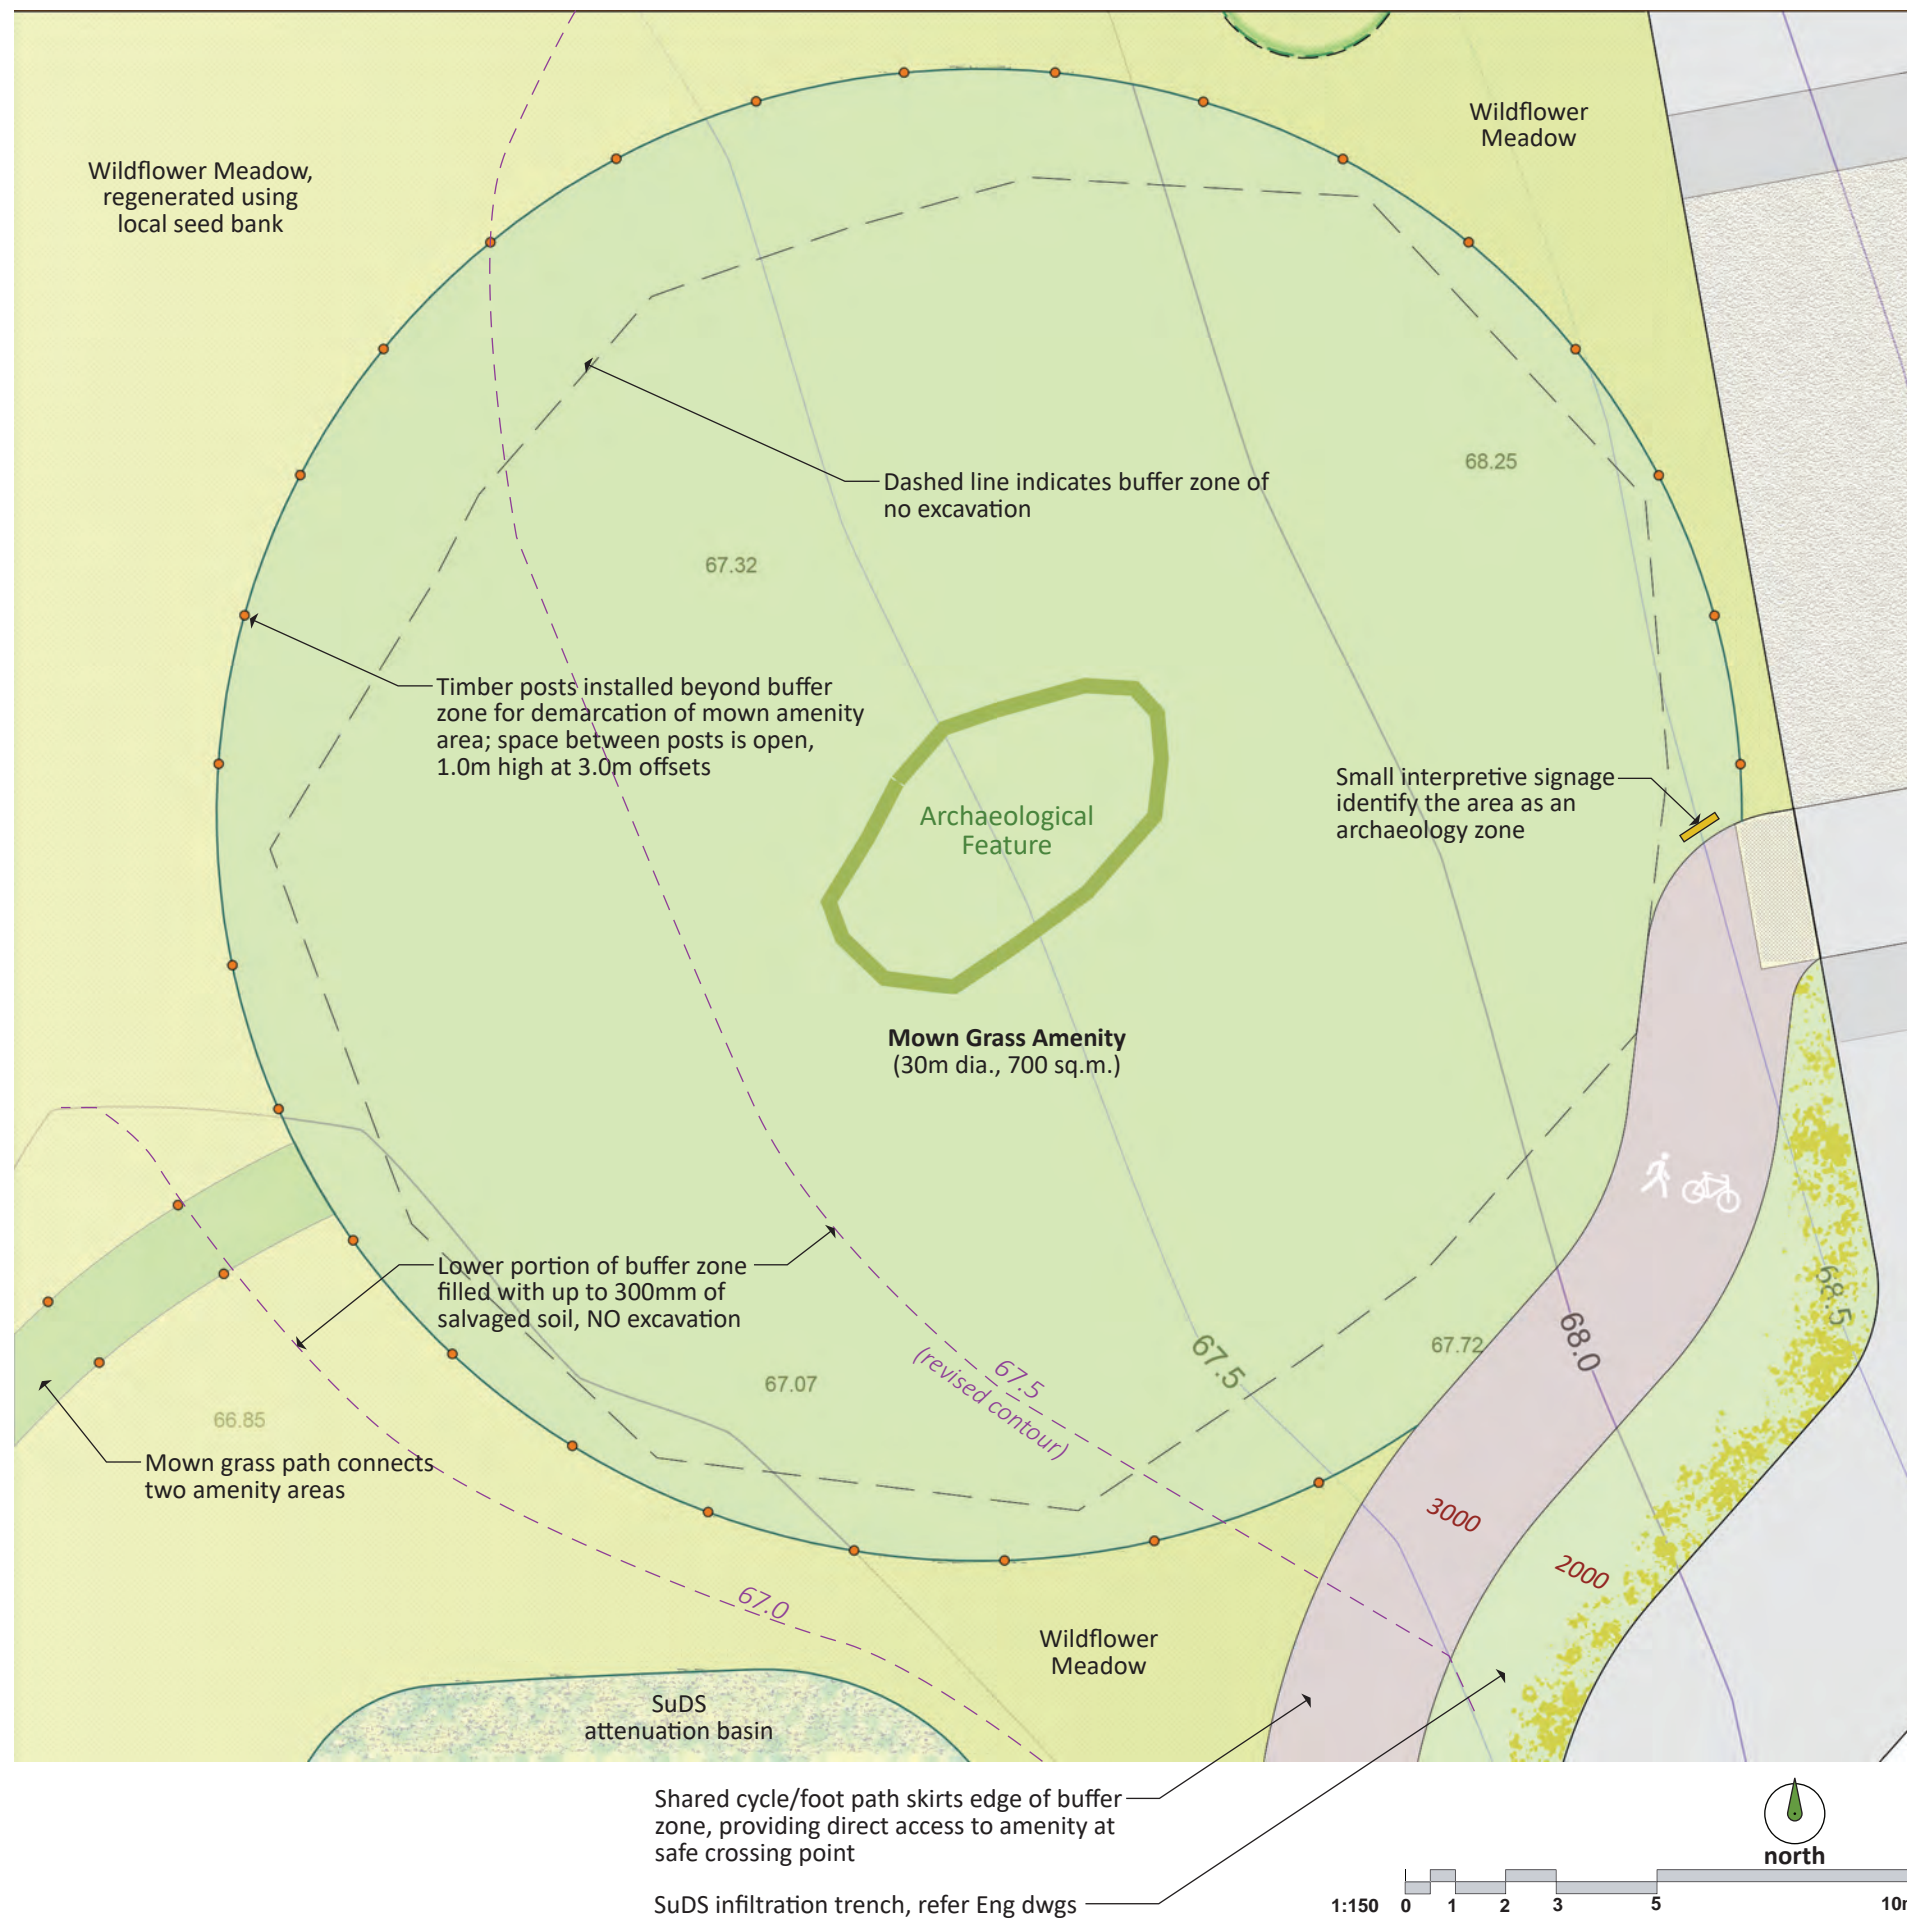 Wildflower
Meadow
Wildflower Meadow,
regenerated using
local seed bank
68.25
Dashed line indicates buffer zone of
no excavation
67.32
Timber posts installed beyond buffer
zone for demarcation of mown amenity
area; space between posts is open,
1.0m high at 3.0m offsets
Small interpretive signage
identify the area as an
archaeology zone
Archaeological
Feature
Mown Grass Amenity
(30m dia., 700 sq.m.)
Lower portion of buffer zone
filled with up to 300mm of
salvaged soil, NO excavation
68.5
68.0
67.72
67.5
67.5
(revised contour)
67.07
66.85
Mown grass path connects
two amenity areas
3000
2000
67.0
Wildflower
Meadow
SuDS
attenuation basin
Shared cycle/foot path skirts edge of buffer
zone, providing direct access to amenity at
safe crossing point
north
SuDS infiltration trench, refer Eng dwgs
1:150 0 1 2 3 5 10m